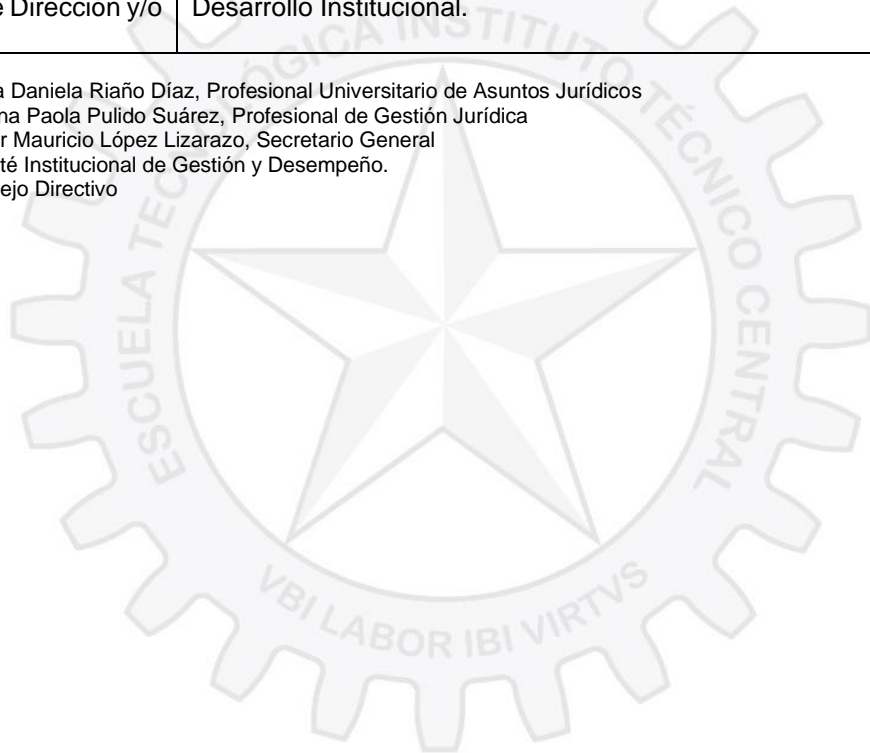 e Dirección y/o Desarrollo Institucional.
a Daniela Riaño Díaz, Profesional Universitario de Asuntos Jurídicos
na Paola Pulido Suárez, Profesional de Gestión Jurídica
r Mauricio López Lizarazo, Secretario General
té Institucional de Gestión y Desempeño.
ejo Directivo
ESCUELA TECNOLÓGICA INSTITUTO TÉCNICO CENTRAL
VBI LABOR IBI VIRTVS